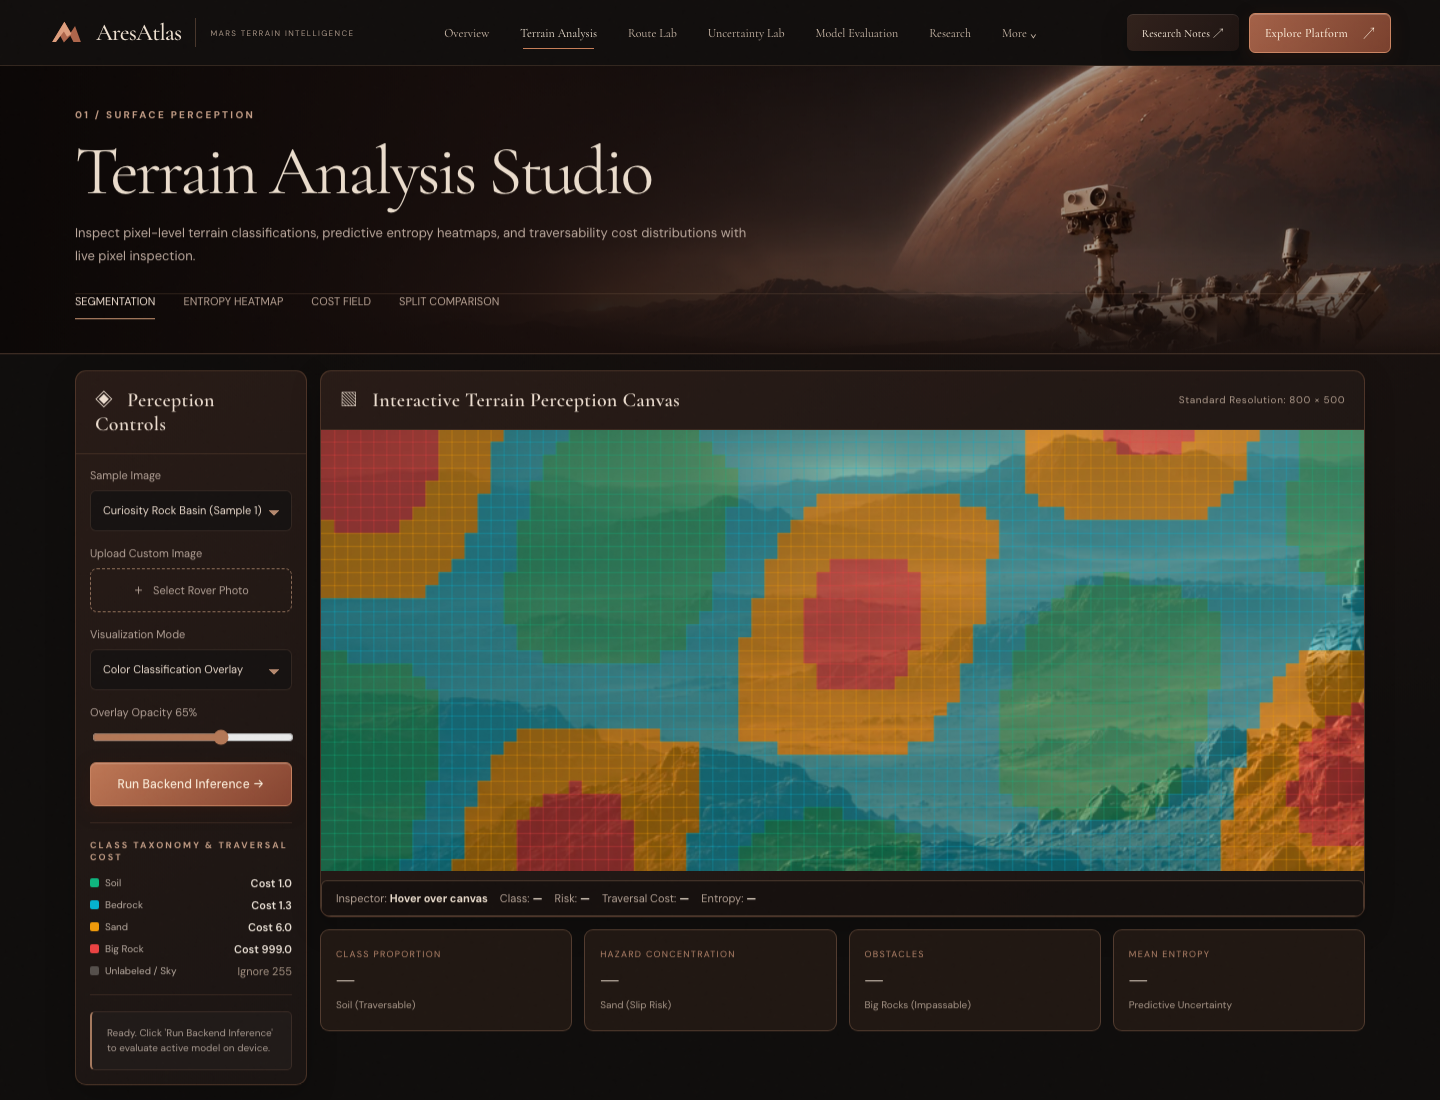 AresAtlas
MARS TERRAIN INTELLIGENCE
Overview
Terrain Analysis
Route Lab
Uncertainty Lab
Model Evaluation
Research
More
Research Notes ↗
Explore Platform ↗
01 / SURFACE PERCEPTION
Terrain Analysis Studio
Inspect pixel-level terrain classifications, predictive entropy heatmaps, and traversability cost distributions with
live pixel inspection.
SEGMENTATION
ENTROPY HEATMAP
COST FIELD
SPLIT COMPARISON
◈ Perception
Controls
Sample Image
Curiosity Rock Basin (Sample 1)
Upload Custom Image
+ Select Rover Photo
Visualization Mode
Color Classification Overlay
Overlay Opacity 65%
Run Backend Inference →
CLASS TAXONOMY & TRAVERSAL
COST
Soil Cost 1.0
Bedrock Cost 1.3
Sand Cost 6.0
Big Rock Cost 999.0
Unlabeled / Sky Ignore 255
Ready. Click 'Run Backend Inference'
to evaluate active model on device.
▧ Interactive Terrain Perception Canvas
Standard Resolution: 800 × 500
Inspector: Hover over canvas Class: — Risk: — Traversal Cost: — Entropy: —
CLASS PROPORTION
—
Soil (Traversable)
HAZARD CONCENTRATION
—
Sand (Slip Risk)
OBSTACLES
—
Big Rocks (Impassable)
MEAN ENTROPY
—
Predictive Uncertainty